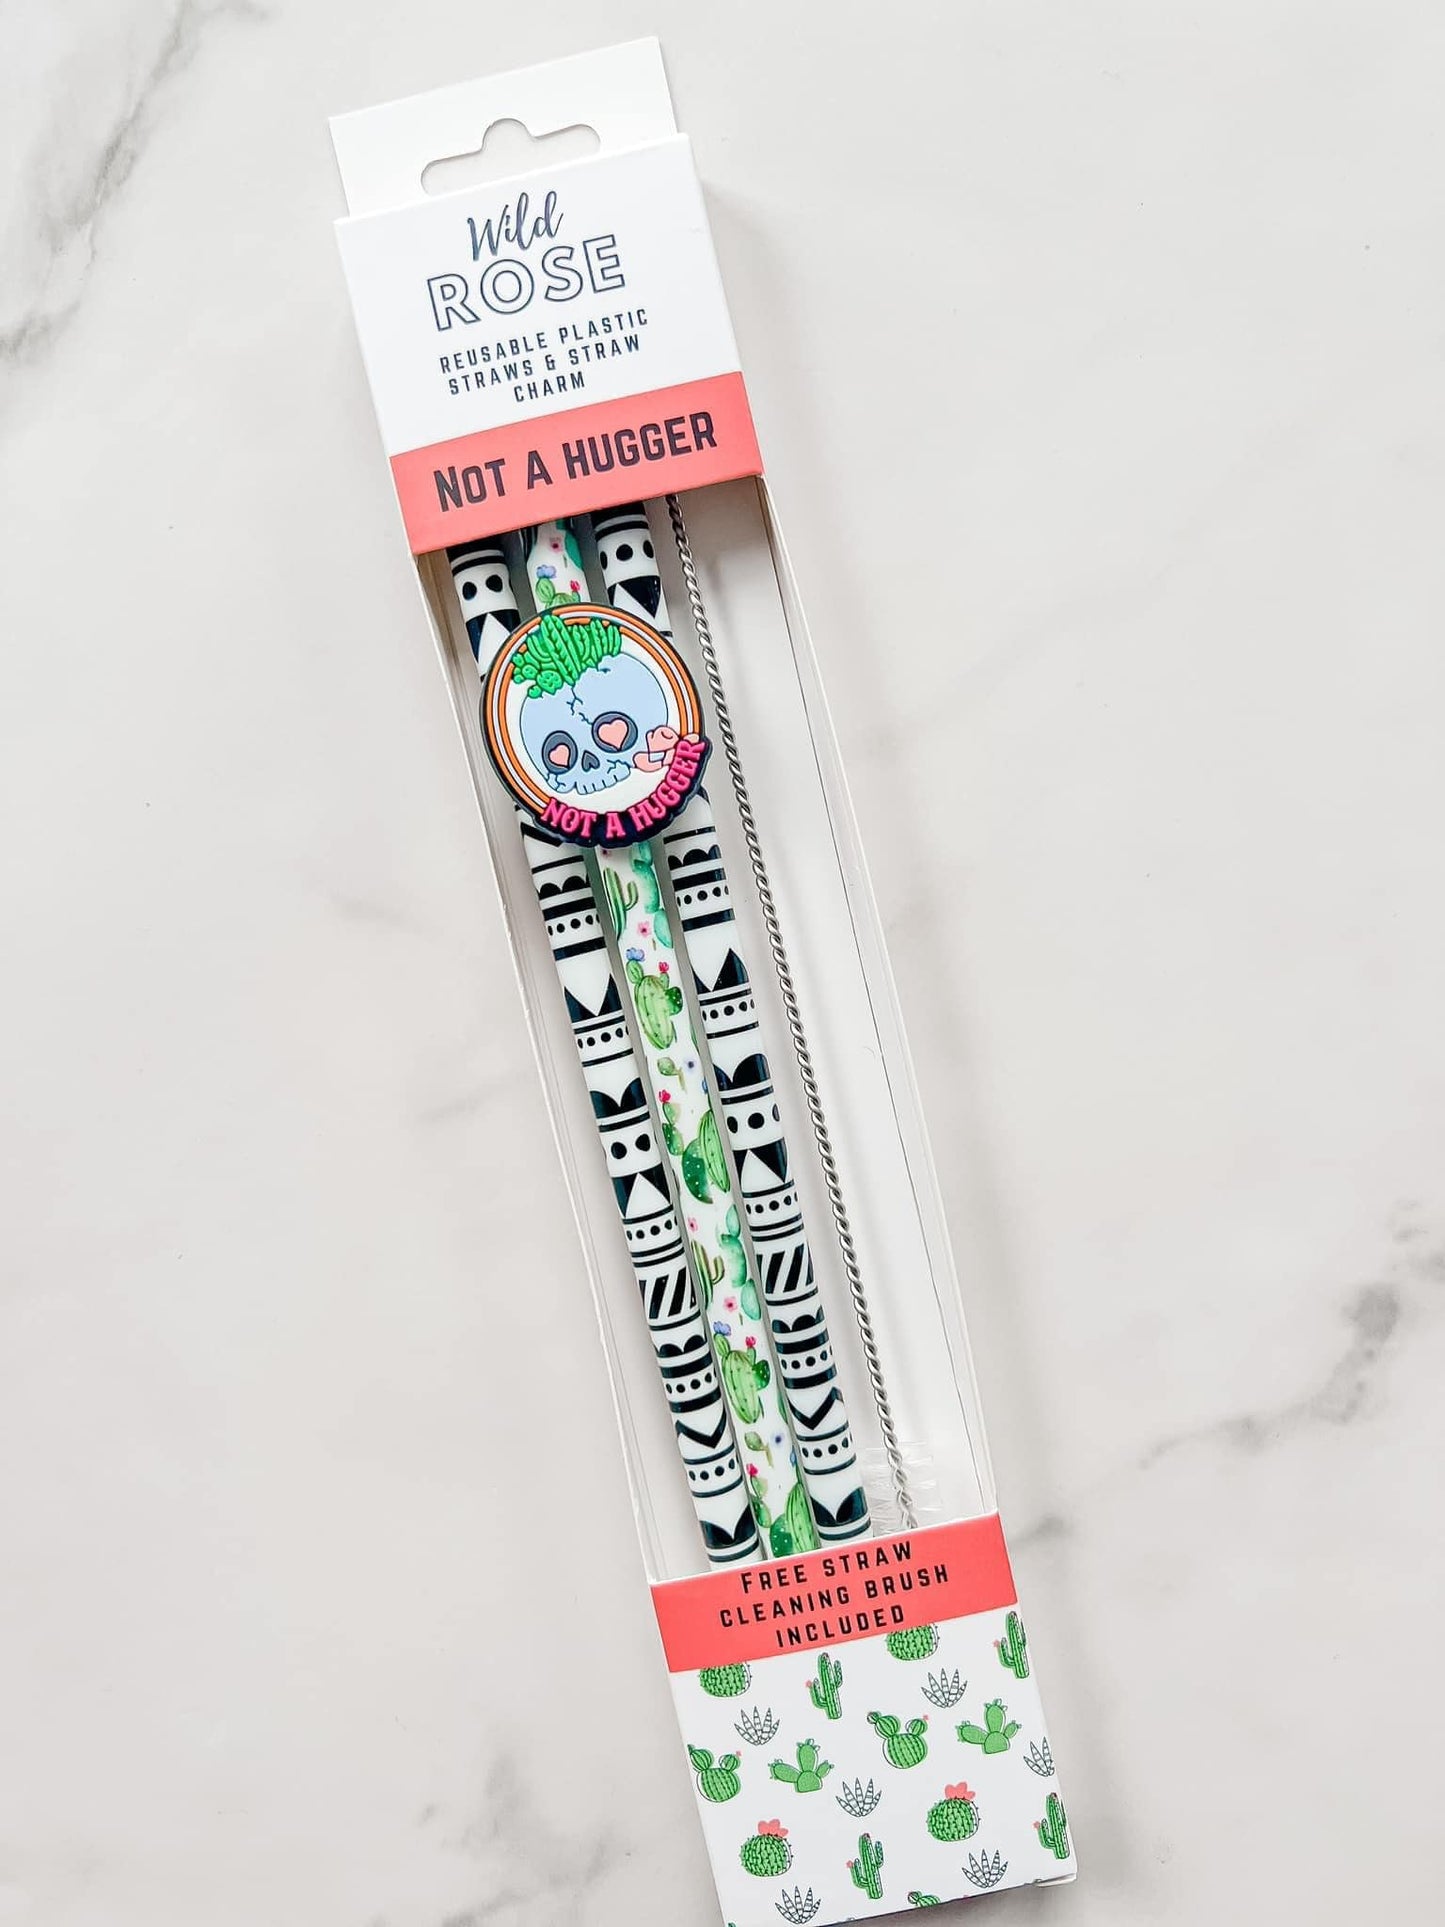 Wild
ROSE
REUSABLE PLASTIC
STRAWS & STRAW
CHARM
NOT A HUGGER
NOT A HUGGER
FREE STRAW
CLEANING BRUSH
INCLUDED